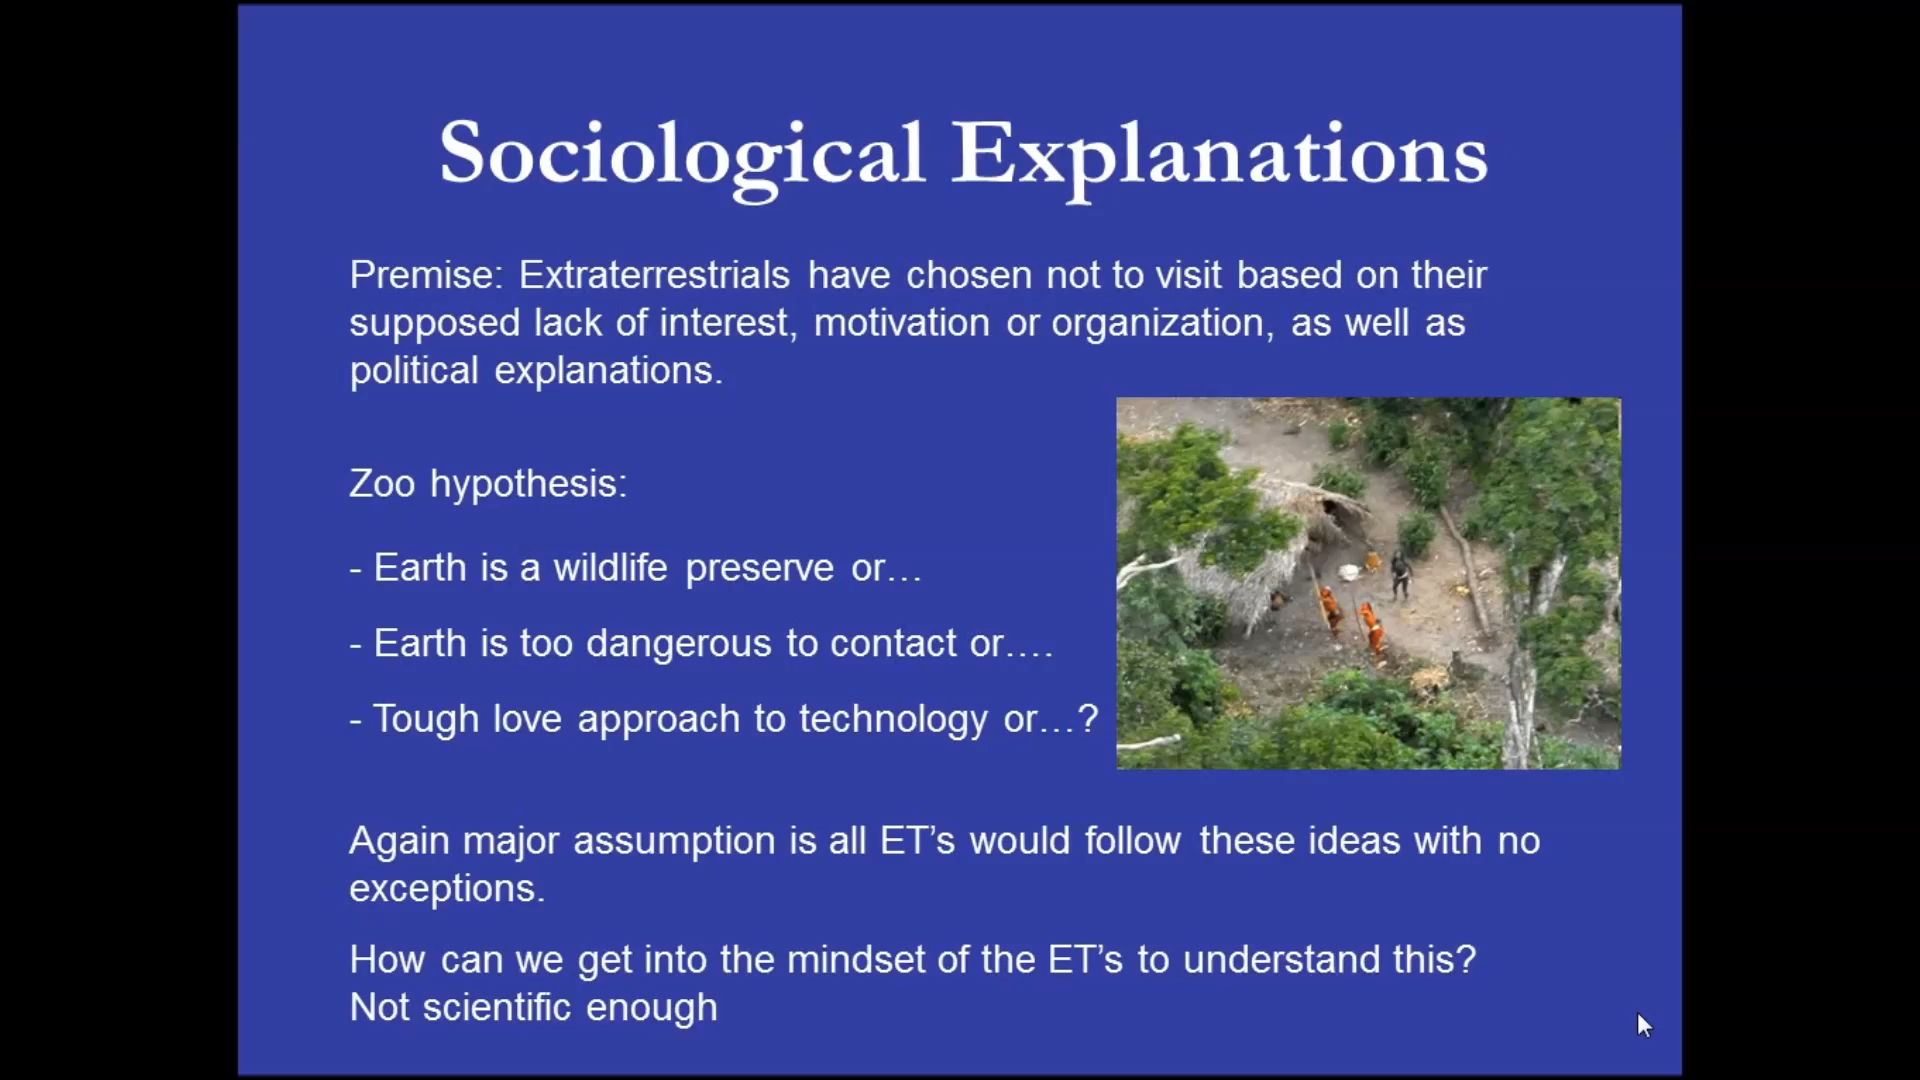 Sociological Explanations
Premise: Extraterrestrials have chosen not to visit based on their
supposed lack of interest, motivation or organization, as well as
political explanations.
Zoo hypothesis:
- Earth is a wildlife preserve or…
- Earth is too dangerous to contact or….
- Tough love approach to technology or…?
Again major assumption is all ET’s would follow these ideas with no
exceptions.
How can we get into the mindset of the ET’s to understand this?
Not scientific enough